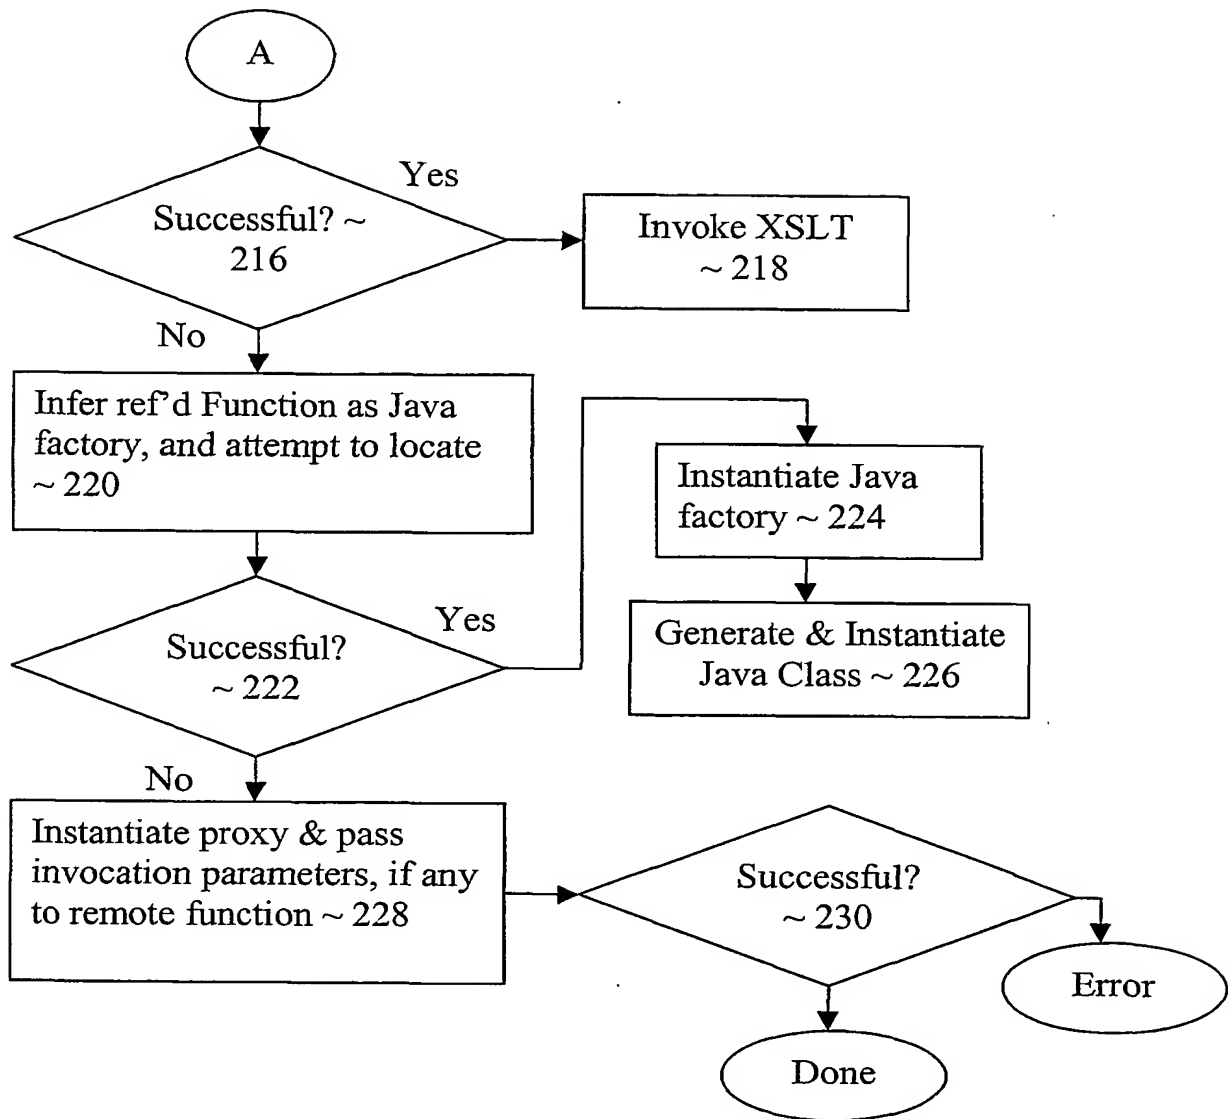 A
Yes
Successful? ~
216
Invoke XSLT
~ 218
No
Infer ref'd Function as Java
factory, and attempt to locate
~ 220
Instantiate Java
factory ~ 224
Yes
Successful?
~ 222
Generate & Instantiate
Java Class ~ 226
No
Instantiate proxy & pass
invocation parameters, if any
to remote function ~ 228
Successful?
~ 230
Error
Done